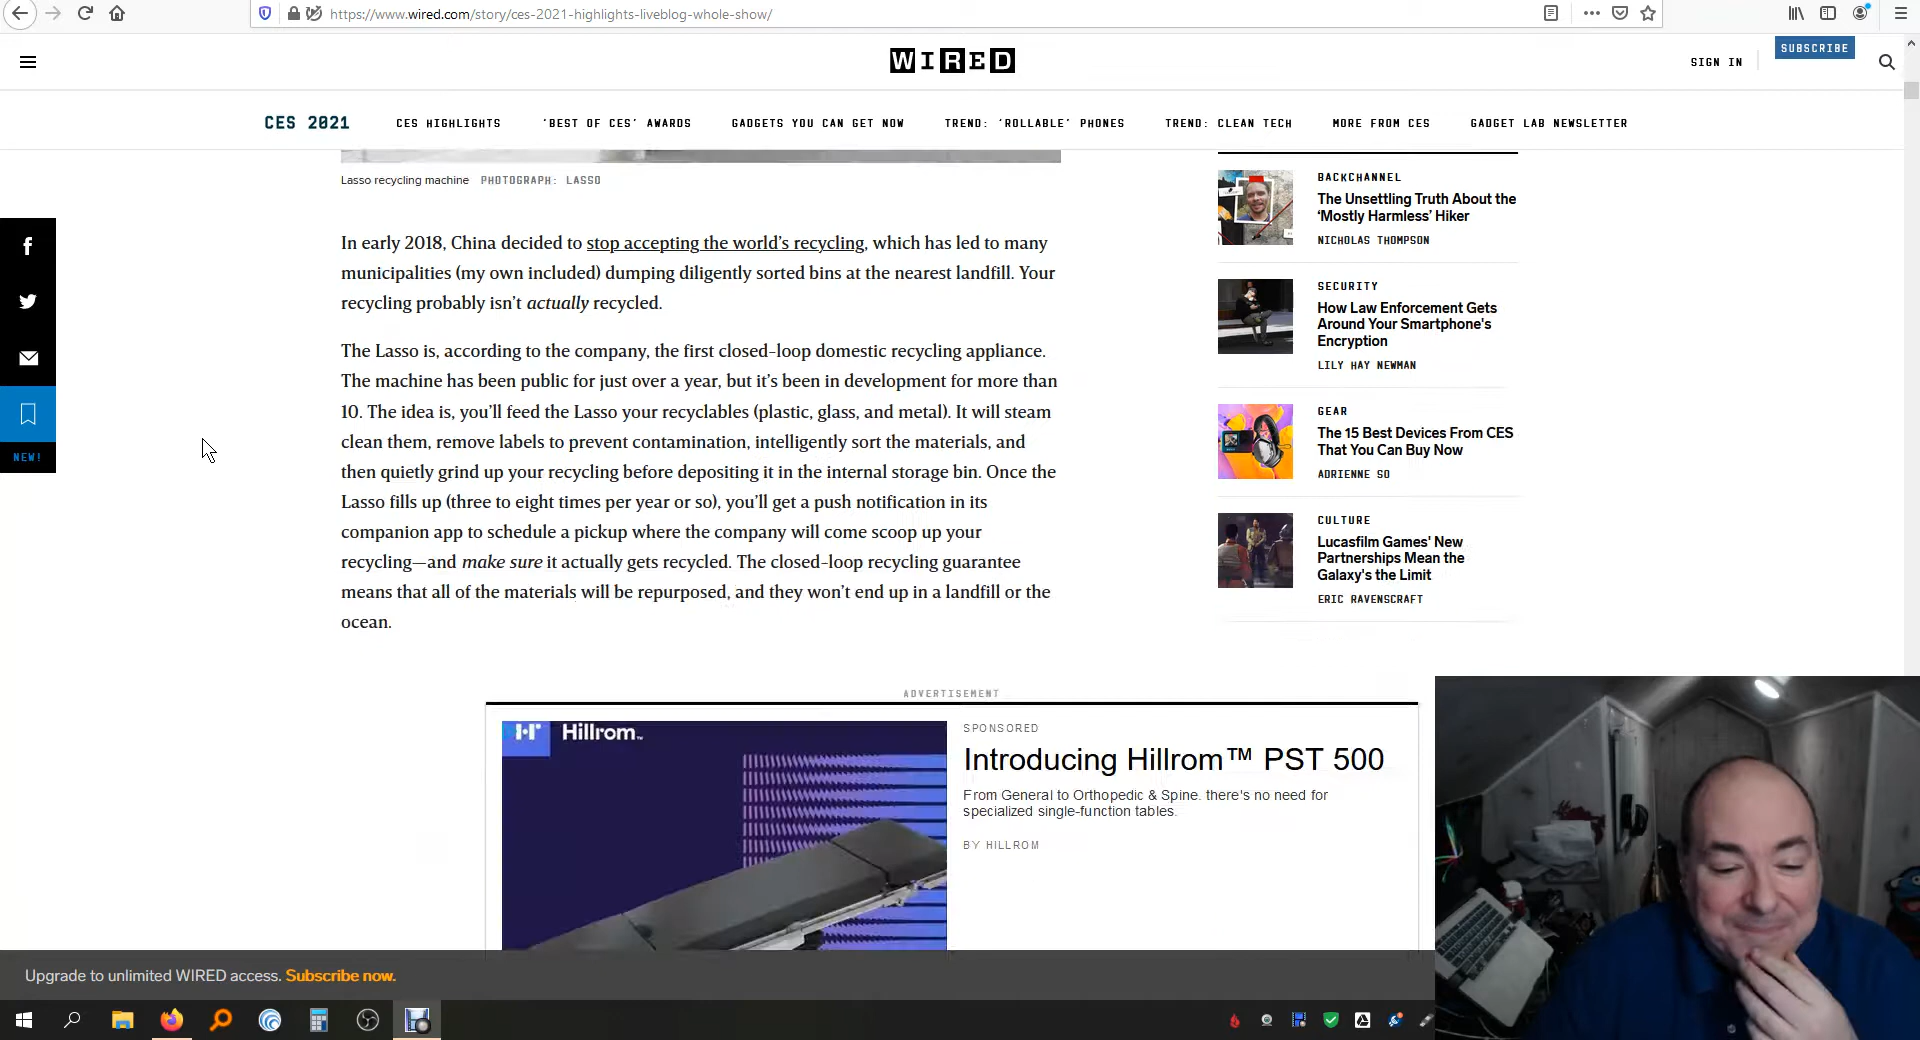 https://www.wired.com/story/ces-2021-highlights-liveblog-whole-show/
WIRED
SIGN IN
SUBSCRIBE
CES 2021
CES HIGHLIGHTS
‘BEST OF CES’ AWARDS
GADGETS YOU CAN GET NOW
TREND: ‘ROLLABLE’ PHONES
TREND: CLEAN TECH
MORE FROM CES
GADGET LAB NEWSLETTER
Lasso recycling machine PHOTOGRAPH: LASSO
In early 2018, China decided to stop accepting the world’s recycling, which has led to many
municipalities (my own included) dumping diligently sorted bins at the nearest landfill. Your
recycling probably isn’t actually recycled.
The Lasso is, according to the company, the first closed-loop domestic recycling appliance.
The machine has been public for just over a year, but it’s been in development for more than
10. The idea is, you’ll feed the Lasso your recyclables (plastic, glass, and metal). It will steam
clean them, remove labels to prevent contamination, intelligently sort the materials, and
then quietly grind up your recycling before depositing it in the internal storage bin. Once the
Lasso fills up (three to eight times per year or so), you’ll get a push notification in its
companion app to schedule a pickup where the company will come scoop up your
recycling—and make sure it actually gets recycled. The closed-loop recycling guarantee
means that all of the materials will be repurposed, and they won’t end up in a landfill or the
ocean.
BACKCHANNEL
The Unsettling Truth About the
‘Mostly Harmless’ Hiker
NICHOLAS THOMPSON
SECURITY
How Law Enforcement Gets
Around Your Smartphone's
Encryption
LILY HAY NEWMAN
GEAR
The 15 Best Devices From CES
That You Can Buy Now
ADRIENNE SO
CULTURE
Lucasfilm Games' New
Partnerships Mean the
Galaxy's the Limit
ERIC RAVENSCRAFT
NEW!
ADVERTISEMENT
Hillrom™
SPONSORED
Introducing Hillrom™ PST 500
From General to Orthopedic & Spine. there's no need for
specialized single-function tables.
BY HILLROM
Upgrade to unlimited WIRED access. Subscribe now.